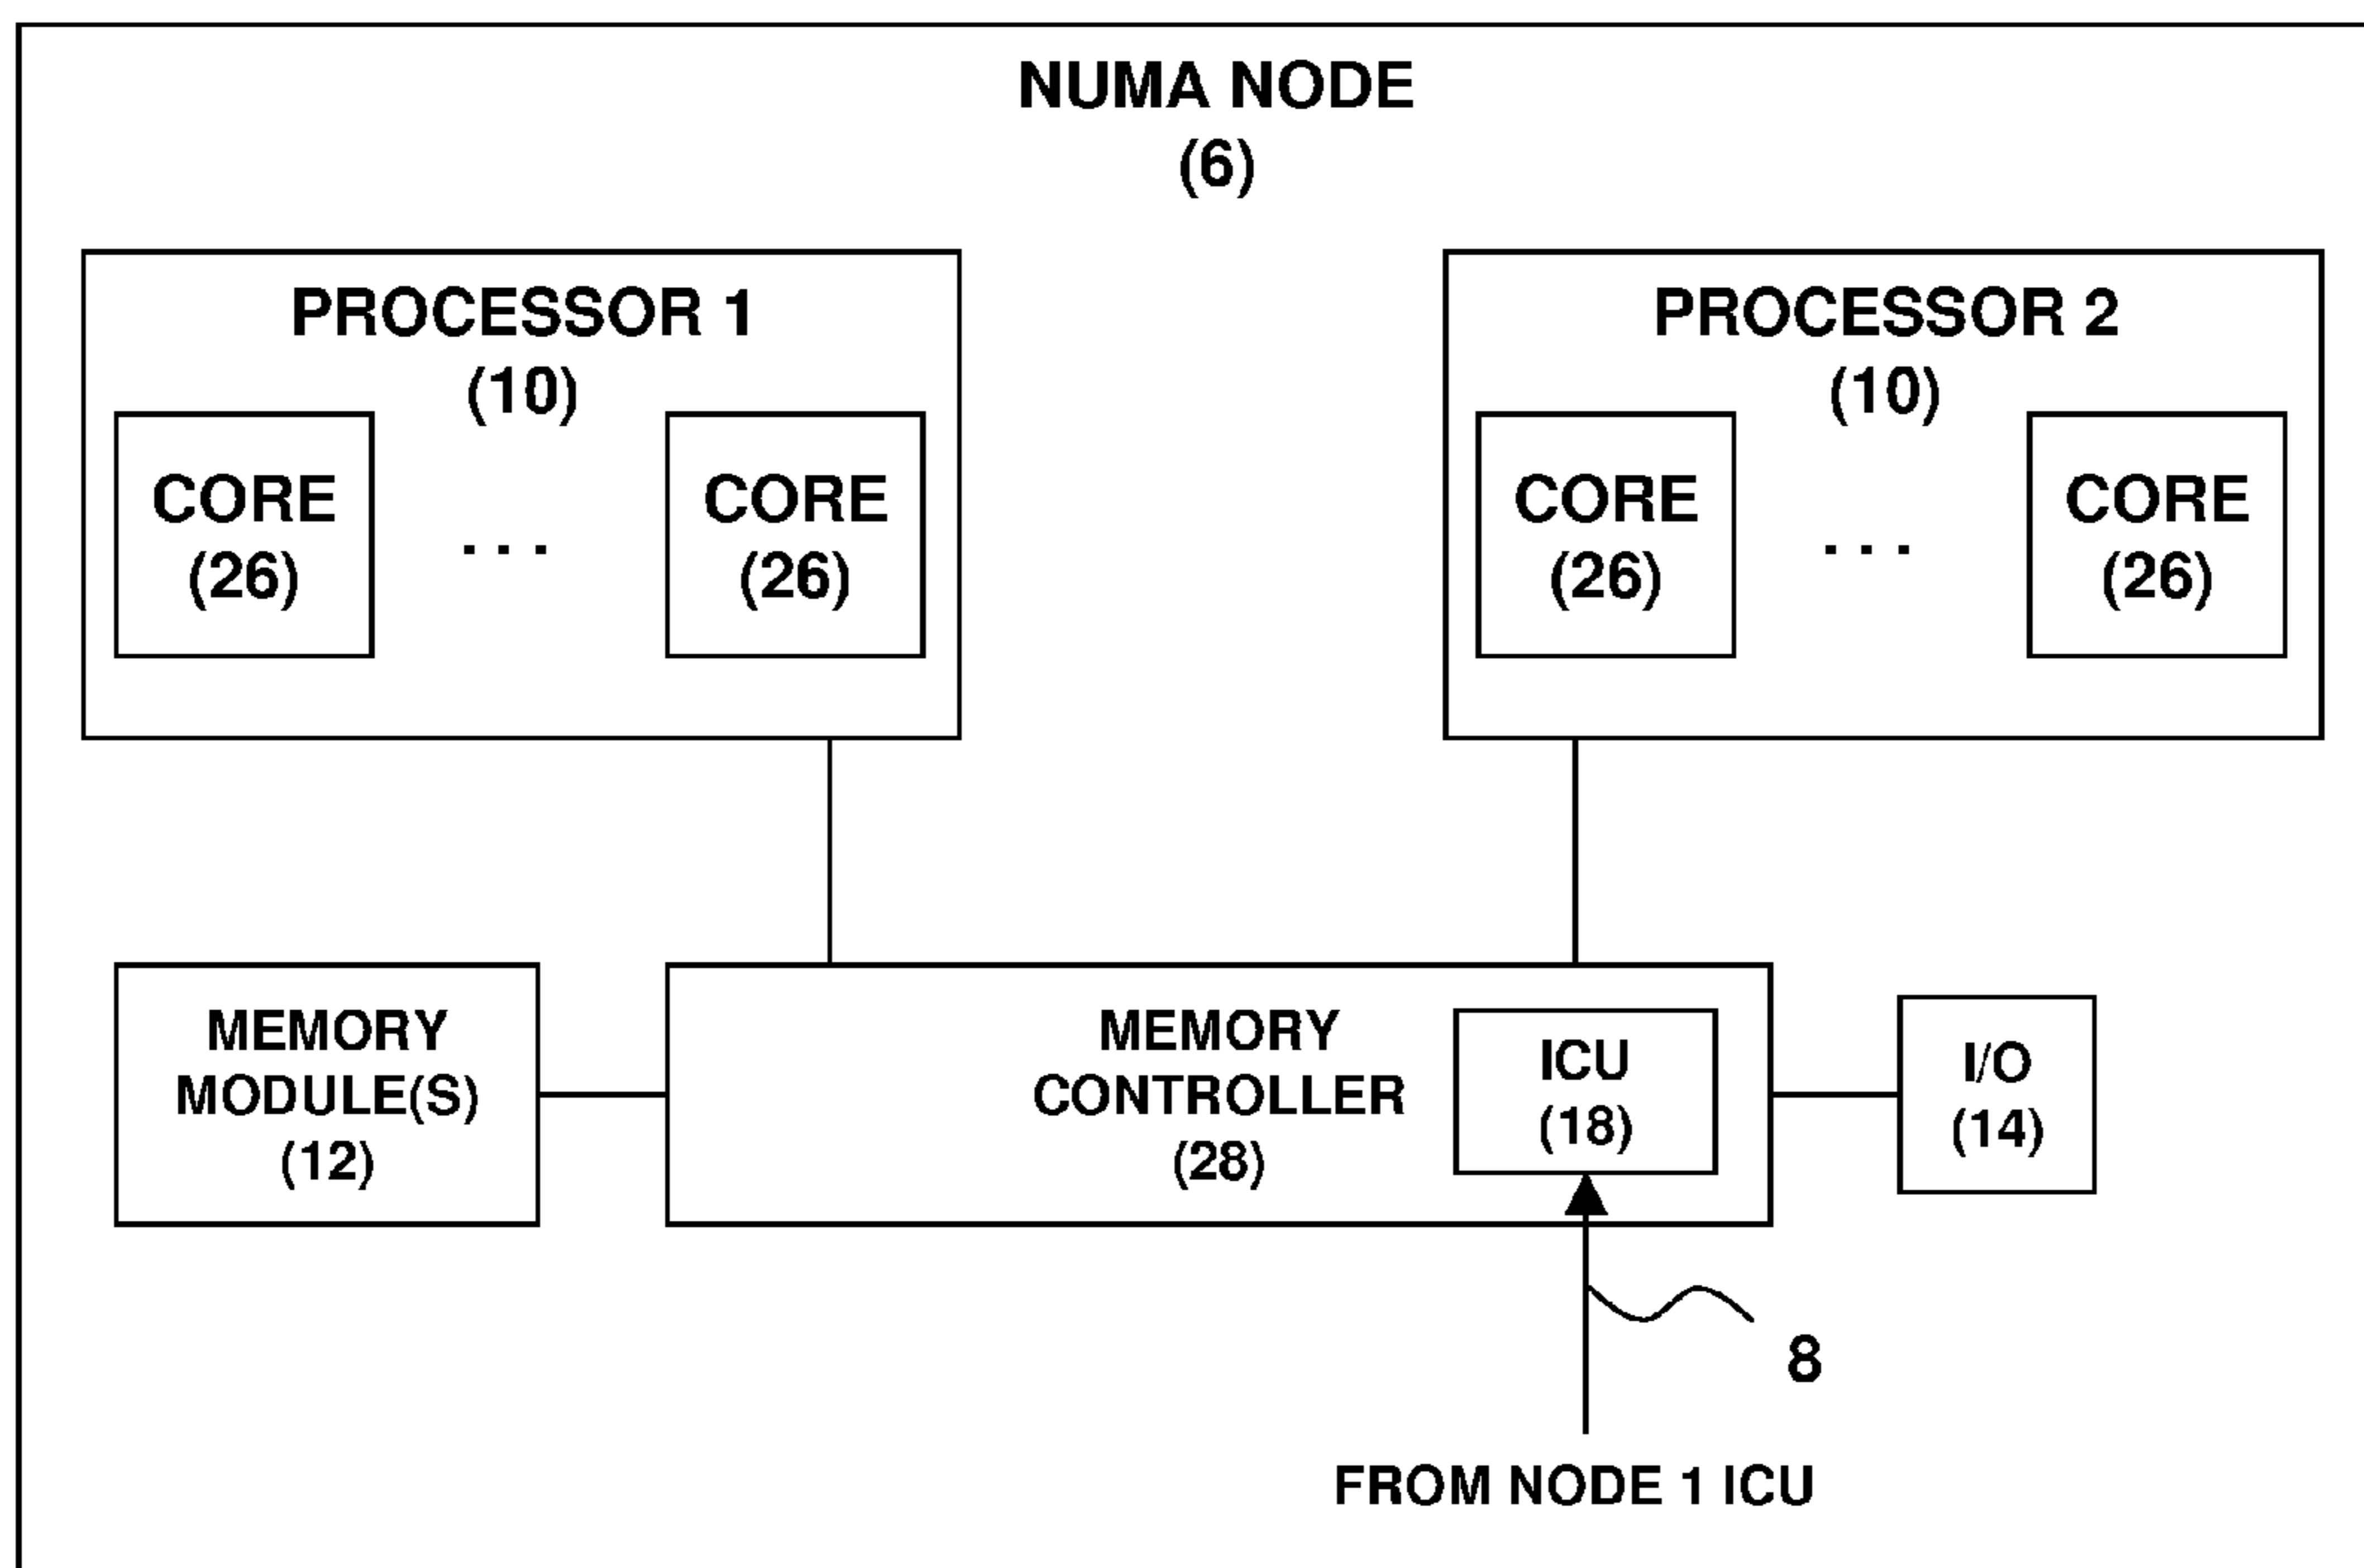 NUMA NODE
(6)
PROCESSOR 1
(10)
CORE
(26)
. . .
CORE
(26)
PROCESSOR 2
(10)
CORE
(26)
. . .
CORE
(26)
MEMORY
MODULE(S)
(12)
MEMORY
CONTROLLER
(28)
ICU
(18)
I/O
(14)
8
FROM NODE 1 ICU